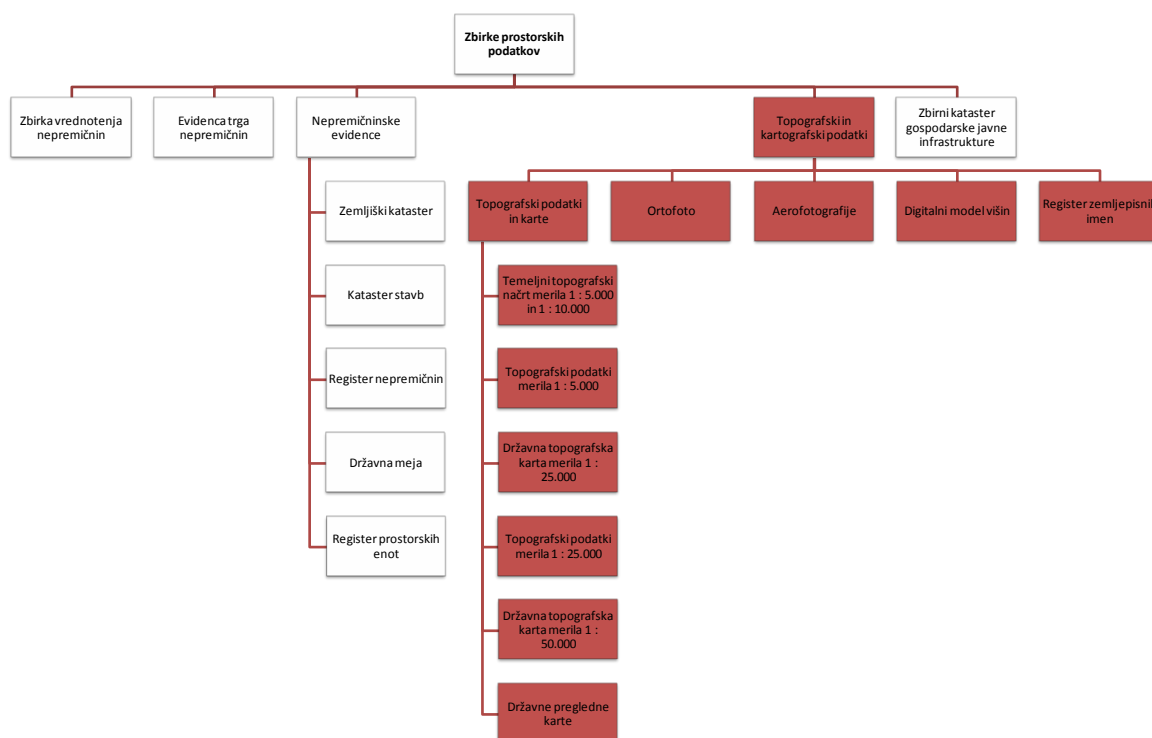 Zbirke prostorskih
podatkov
Zbirka vrednotenja
nepremičnin
Evidenca trga
nepremičnin
Nepremičninske
evidence
Topografski in
kartografski podatki
Zbirni kataster
gospodarske javne
infrastrukture
Zemljiški kataster
Kataster stavb
Register nepremičnin
Državna meja
Register prostorskih
enot
Topografski podatki
in karte
Ortofoto
Aerofotografije
Digitalni model višin
Register zemljepisnih
imen
Temeljni topografski
načrt merila 1 : 5.000
in 1 : 10.000
Topografski podatki
merila 1 : 5.000
Državna topografska
karta merila 1 :
25.000
Topografski podatki
merila 1 : 25.000
Državna topografska
karta merila 1 :
50.000
Državne pregledne
karte